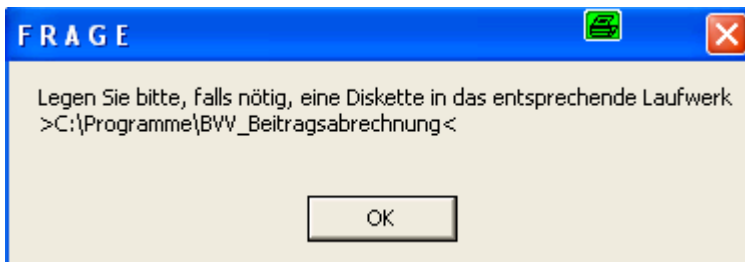 FRAGE
Legen Sie bitte, falls nötig, eine Diskette in das entsprechende Laufwerk
>C:\Programme\BVV_Beitragsabrechnung<
OK